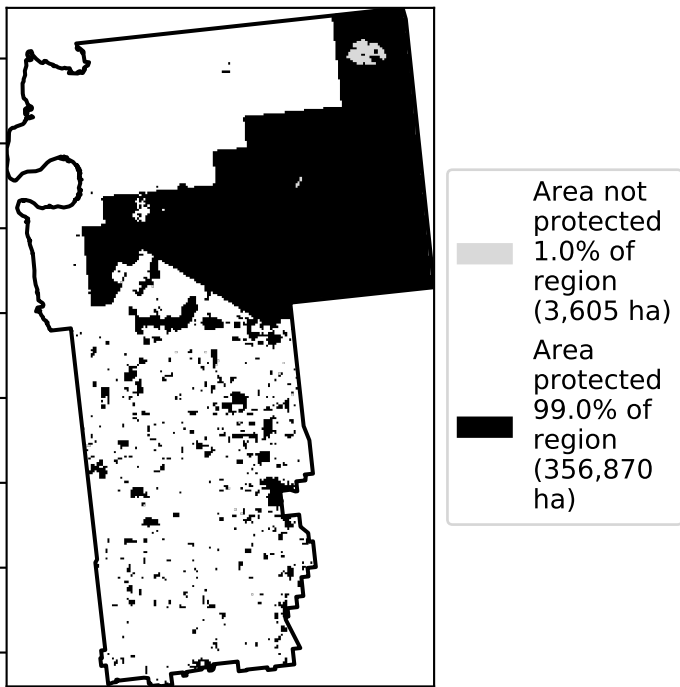 Area not
protected
1.0% of
region
(3,605 ha)
Area
protected
99.0% of
region
(356,870
ha)